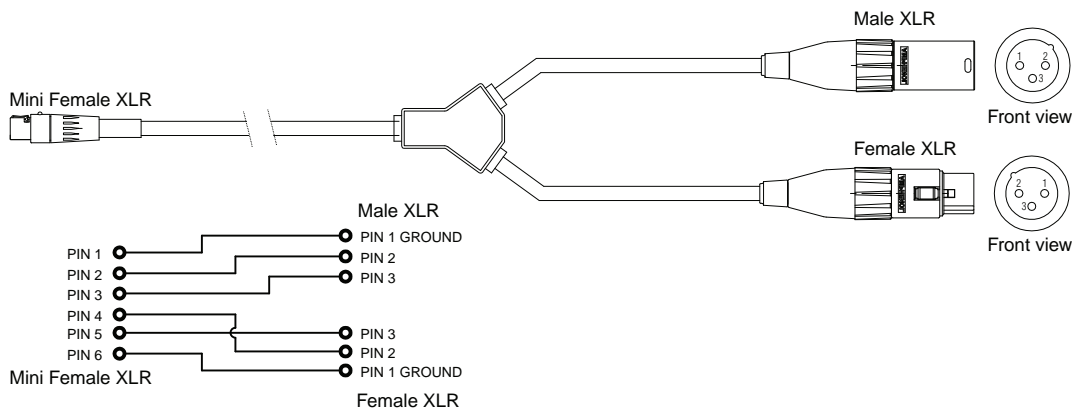 Male XLR
1
2
3
Front view
Mini Female XLR
Female XLR
2
1
3
Front view
Male XLR
PIN 1 GROUND
PIN 2
PIN 3
PIN 1
PIN 2
PIN 3
PIN 4
PIN 5
PIN 6
Mini Female XLR
PIN 3
PIN 2
PIN 1 GROUND
Female XLR